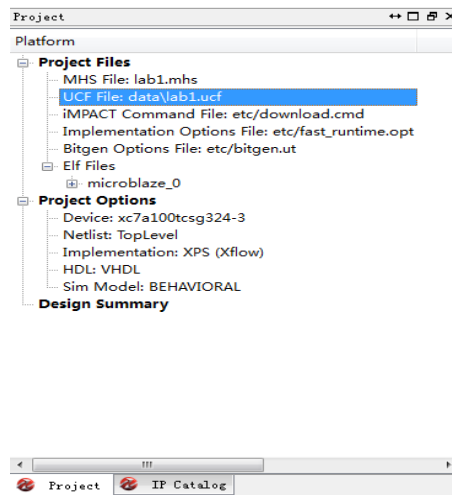 Project
Platform
Project Files
MHS File: lab1.mhs
UCF File: data\lab1.ucf
iMPACT Command File: etc/download.cmd
Implementation Options File: etc/fast_runtime.opt
Bitgen Options File: etc/bitgen.ut
Elf Files
microblaze_0
Project Options
Device: xc7a100tcsg324-3
Netlist: TopLevel
Implementation: XPS (Xflow)
HDL: VHDL
Sim Model: BEHAVIORAL
Design Summary
Project IP Catalog